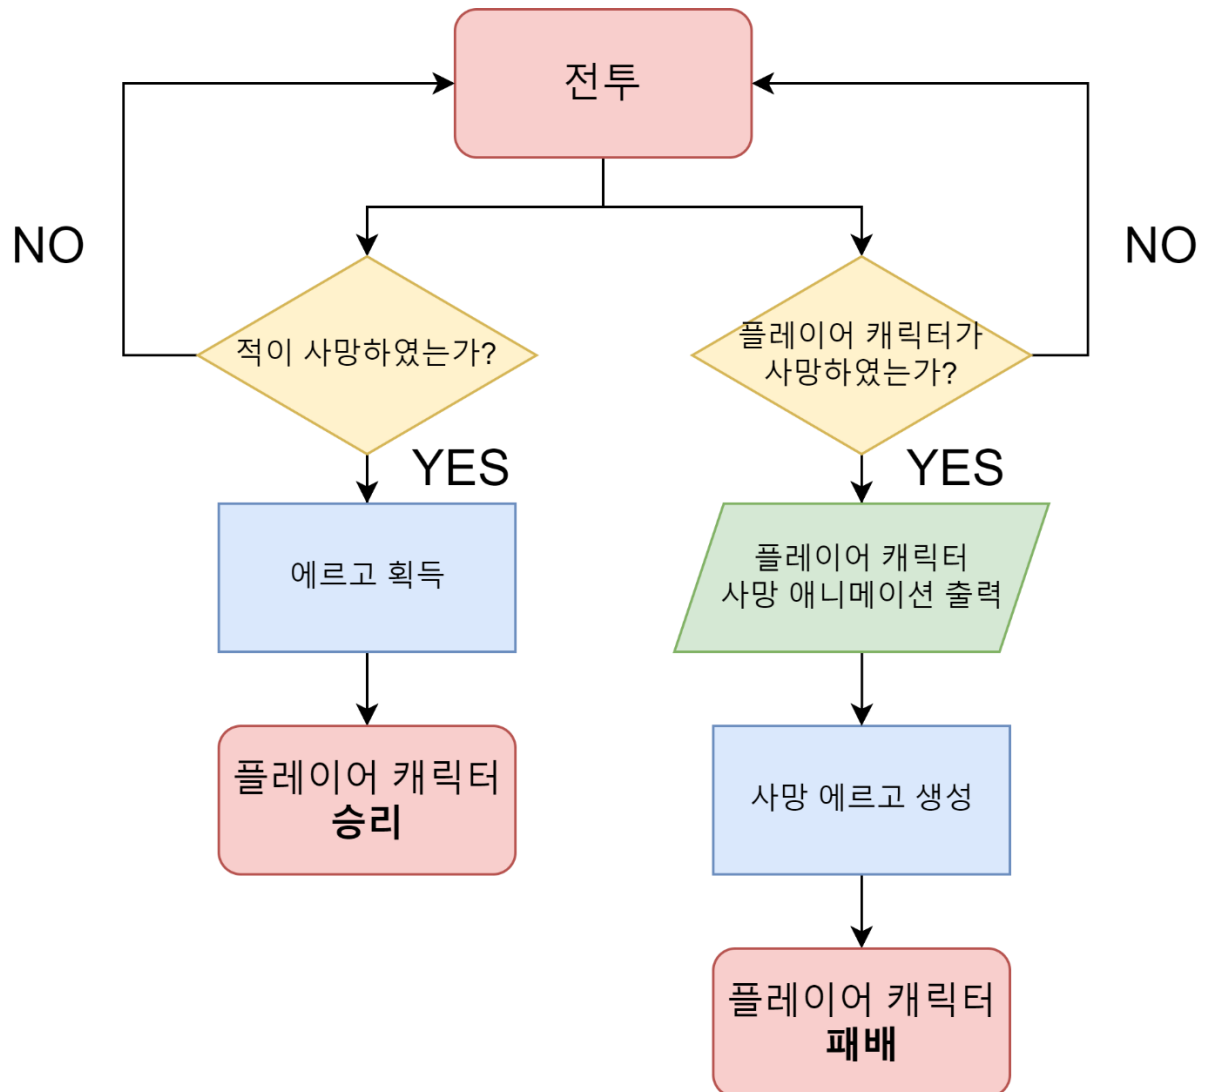 전투
NO
NO
적이 사망하였는가?
플레이어 캐릭터가
사망하였는가?
YES
YES
에르고 획득
플레이어 캐릭터
사망 애니메이션 출력
플레이어 캐릭터
승리
사망 에르고 생성
플레이어 캐릭터
패배